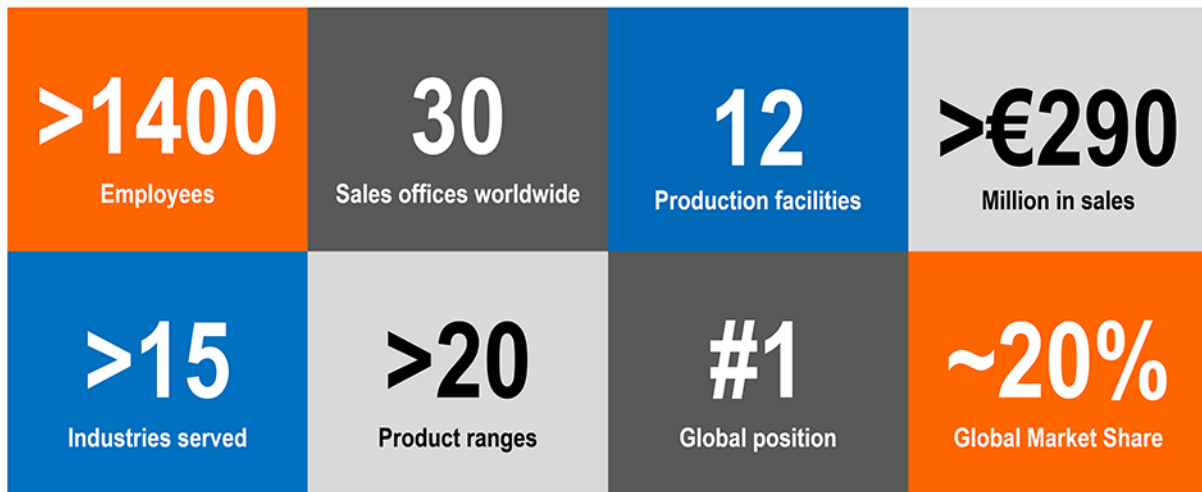 >1400
Employees
30
Sales offices worldwide
12
Production facilities
>€290
Million in sales
>15
Industries served
>20
Product ranges
#1
Global position
~20%
Global Market Share